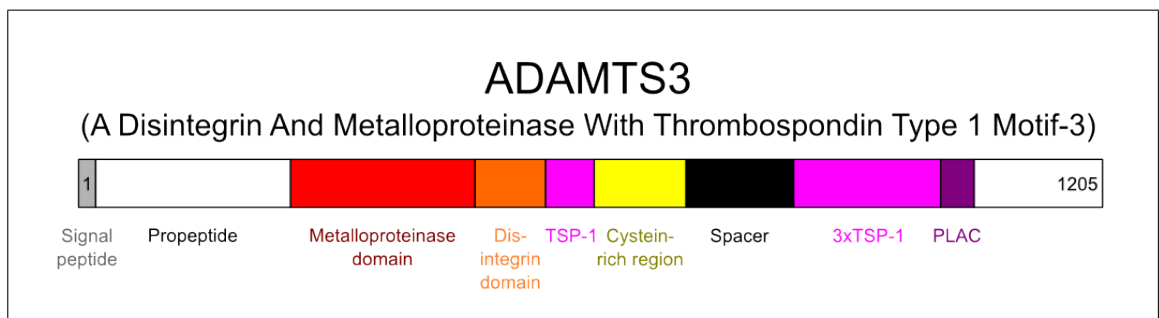 ADAMTS3
(A Disintegrin And Metalloproteinase With Thrombospondin Type 1 Motif-3)
1
1205
Signal
peptide
Propeptide
Metalloproteinase
domain
Dis-
integrin
domain
TSP-1
Cystein-
rich region
Spacer
3xTSP-1
PLAC